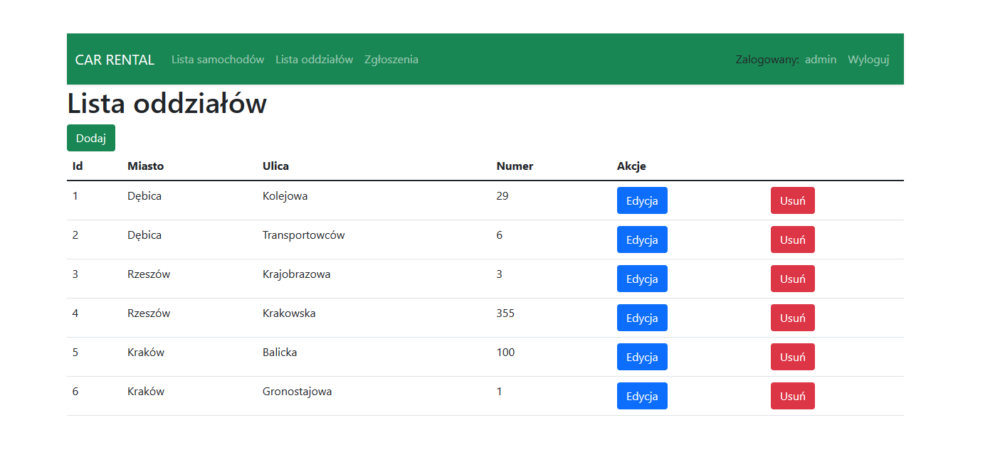 CAR RENTAL Lista samochodów Lista oddziałów Zgłoszenia Zalogowany: admin Wyloguj
Lista oddziałów
Dodaj
Id Miasto Ulica Numer Akcje
1 Dębica Kolejowa 29 Edycja Usuń
2 Dębica Transportowców 6 Edycja Usuń
3 Rzeszów Krajobrazowa 3 Edycja Usuń
4 Rzeszów Krakowska 355 Edycja Usuń
5 Kraków Balicka 100 Edycja Usuń
6 Kraków Gronostajowa 1 Edycja Usuń